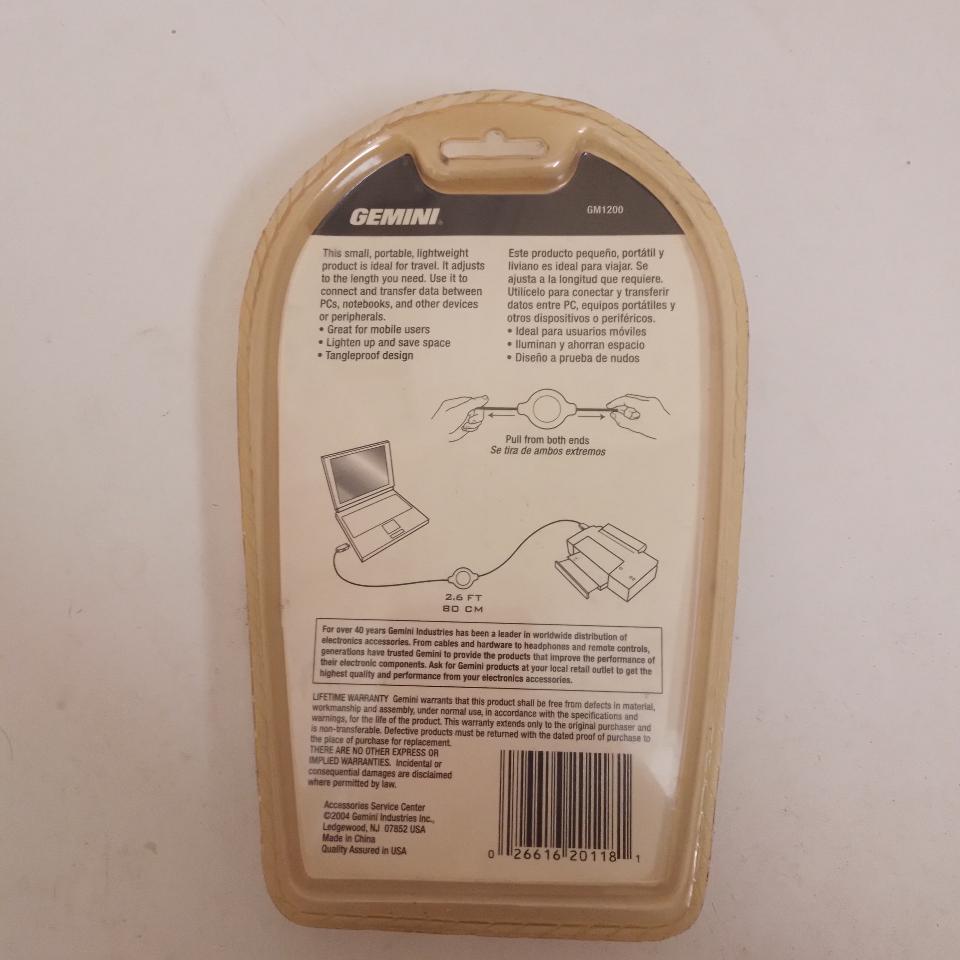 GEMINI
GM1200
This small, portable, lightweight
product is ideal for travel. It adjusts
to the length you need. Use it to
connect and transfer data between
PCs, notebooks, and other devices
or peripherals.
• Great for mobile users
• Lighten up and save space
• Tangleproof design
Este producto pequeño, portátil y
liviano es ideal para viajar. Se
ajusta a la longitud que requiere.
Utilícelo para conectar y transferir
datos entre PC, equipos portátiles y
otros dispositivos o periféricos.
• Ideal para usuarios móviles
• Iluminan y ahorran espacio
• Diseño a prueba de nudos
Pull from both ends
Se tira de ambos extremos
2.6 FT
80 CM
For over 40 years Gemini Industries has been a leader in worldwide distribution of
electronics accessories. From cables and hardware to headphones and remote controls,
generations have trusted Gemini to provide the products that improve the performance of
their electronic components. Ask for Gemini products at your local retail outlet to get the
highest quality and performance from your electronics accessories.
LIFETIME WARRANTY Gemini warrants that this product shall be free from defects in material,
workmanship and assembly, under normal use, in accordance with the specifications and
warnings, for the life of the product. This warranty extends only to the original purchaser and
is non-transferable. Defective products must be returned with the dated proof of purchase to
the place of purchase for replacement.
THERE ARE NO OTHER EXPRESS OR
IMPLIED WARRANTIES. Incidental or
consequential damages are disclaimed
where permitted by law.
Accessories Service Center
©2004 Gemini Industries Inc.,
Ledgewood, NJ 07852 USA
Made in China
Quality Assured in USA
0 26616 20118 1